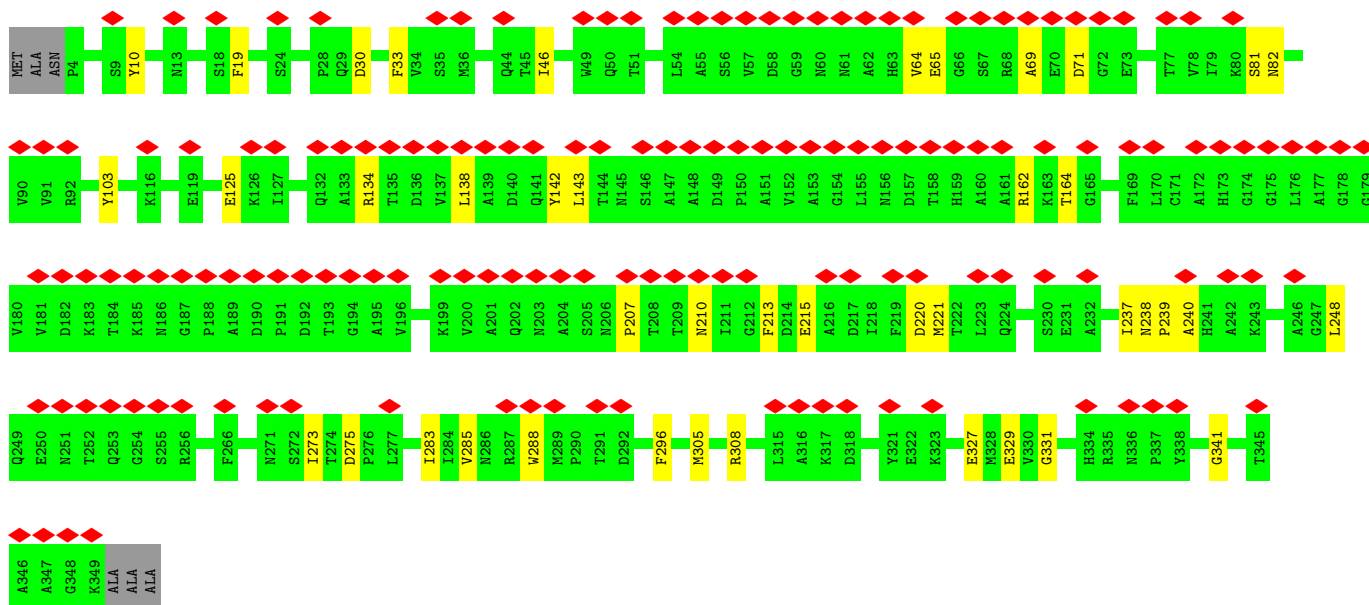 MET ALA ASN P4 S9 Y10 N13 S18 F19 S24 P28 Q29 D30 F33 V34 S35 M36 Q44 T45 I46 W49 Q50 T51 L54 A55 S56 V57 D58 G59 N60 N61 A62 H63 V64 E65 G66 S67 R68 A69 E70 D71 G72 E73 T77 V78 I79 K80 S81 N82
V90 V91 R92 Y103 K116 E119 E125 K126 I127 Q132 A133 R134 T135 D136 V137 L138 A139 D140 Q141 Y142 L143 T144 N145 S146 A147 A148 D149 P150 A151 V152 A153 G154 L155 N156 D157 T158 H159 A160 A161 R162 K163 T164 G165 F169 L170 C171 A172 H173 G174 G175 L176 A177 G178 G179
V180 V181 D182 K183 T184 K185 N186 G187 P188 A189 D190 P191 D192 T193 G194 A195 V196 K199 V200 A201 Q202 N203 A204 S205 N206 P207 T208 T209 N210 I211 G212 F213 D214 E215 A216 D217 I218 F219 D220 M221 T222 L223 Q224 S230 E231 A232 I237 N238 P239 A240 H241 A242 K243 A246 G247 L248
Q249 E250 N251 T252 Q253 G254 S255 R256 F266 N271 S272 I273 T274 D275 P276 L277 I283 I284 V285 N286 R287 W288 M289 P290 T291 D292 F296 M305 R308 L315 A316 K317 D318 Y321 E322 K323 E327 M328 E329 V330 G331 H334 R335 N336 P337 Y338 G341 T345
A346 A347 G348 K349 ALA ALA ALA